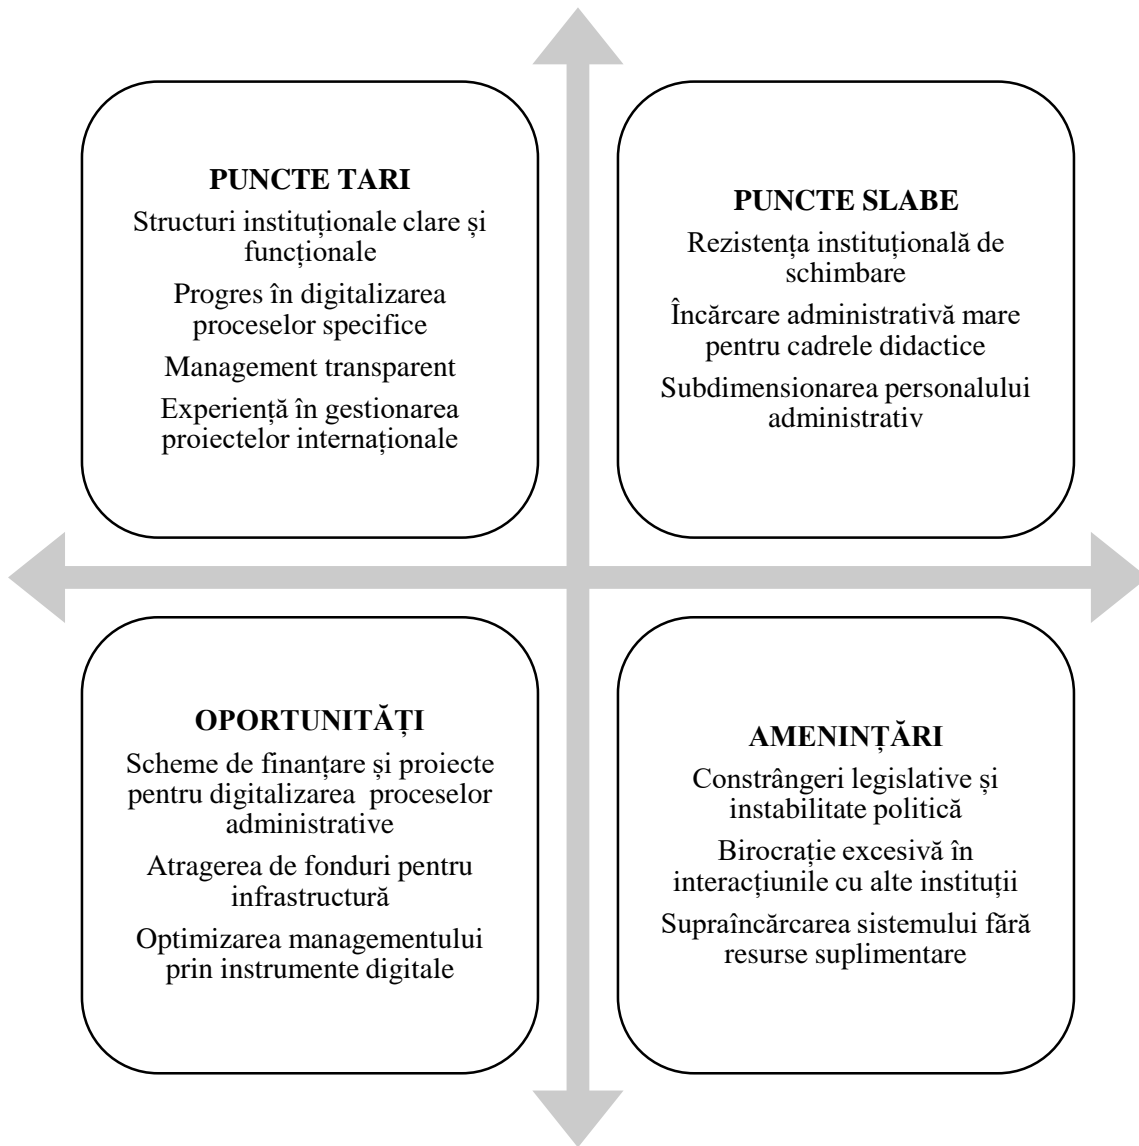 PUNCTE TARI
Structuri instituționale clare și
funcționale
Progres în digitalizarea
proceselor specifice
Management transparent
Experiență în gestionarea
proiectelor internaționale
PUNCTE SLABE
Rezistența instituțională de
schimbare
Încărcare administrativă mare
pentru cadrele didactice
Subdimensionarea personalului
administrativ
OPORTUNITĂȚI
Scheme de finanțare și proiecte
pentru digitalizarea  proceselor
administrative
Atragerea de fonduri pentru
infrastructură
Optimizarea managementului
prin instrumente digitale
AMENINȚĂRI
Constrângeri legislative și
instabilitate politică
Birocrație excesivă în
interacțiunile cu alte instituții
Supraîncărcarea sistemului fără
resurse suplimentare